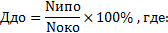 Ддо = Nипо / Nоко × 100% , где: